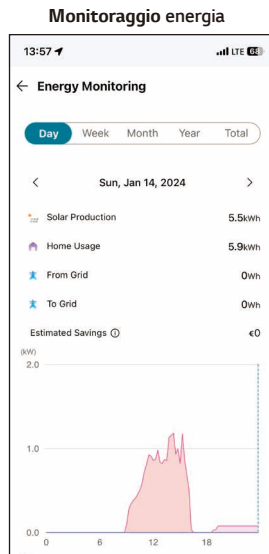 Monitoraggio energia
13:57 LTE 63
Energy Monitoring
Day Week Month Year Total
Sun, Jan 14, 2024
Solar Production 5.5kWh
Home Usage 5.9kWh
From Grid 0Wh
To Grid 0Wh
Estimated Savings €0
(kW)
2.0
1.0
0.0
0 6 12 18